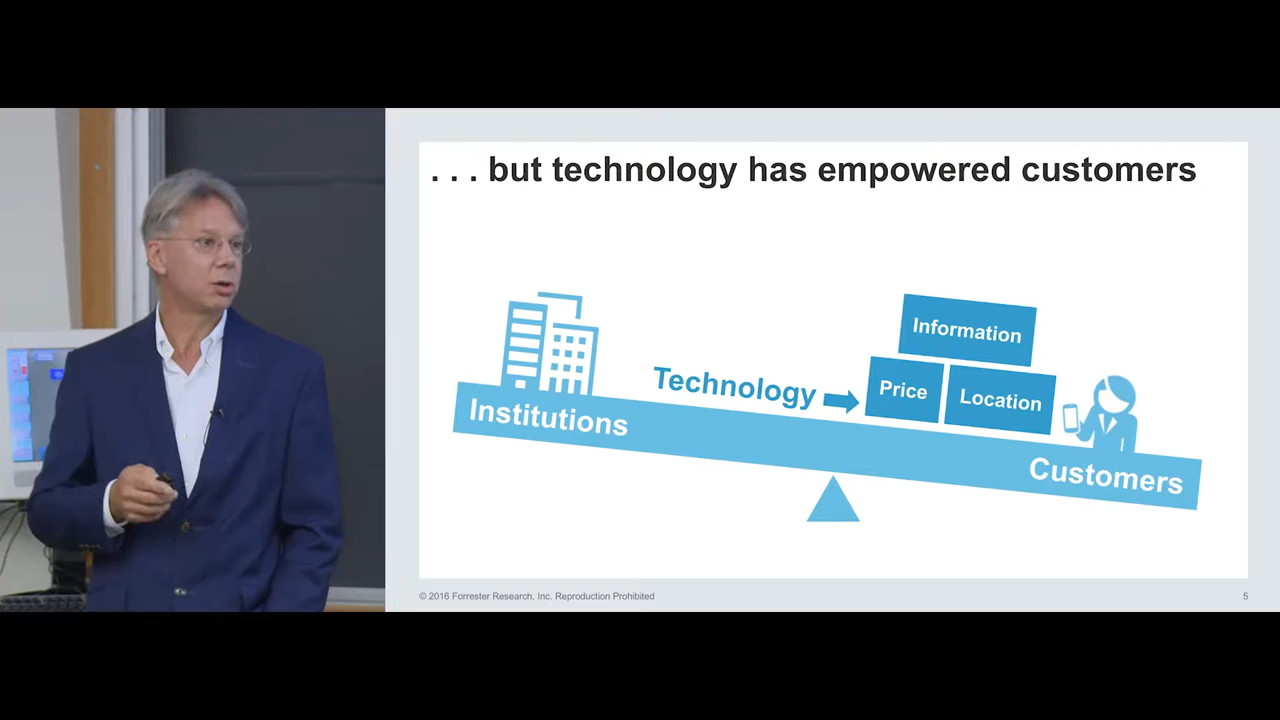 . . . but technology has empowered customers
Information
Technology
Price
Location
Institutions
Customers
© 2016 Forrester Research, Inc. Reproduction Prohibited
5